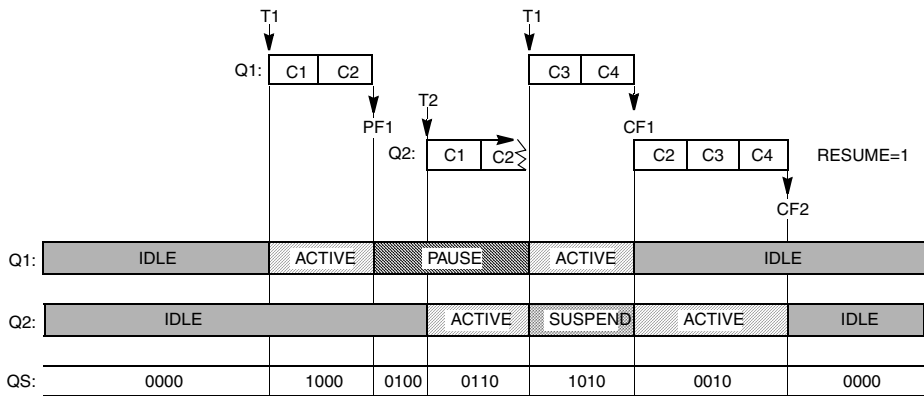 T1 T1
Q1: C1 C2 C3 C4
T2
PF1 CF1
Q2: C1 C2 C2 C3 C4 RESUME=1
CF2
Q1: IDLE ACTIVE PAUSE ACTIVE IDLE
Q2: IDLE ACTIVE SUSPEND ACTIVE IDLE
QS: 0000 1000 0100 0110 1010 0010 0000